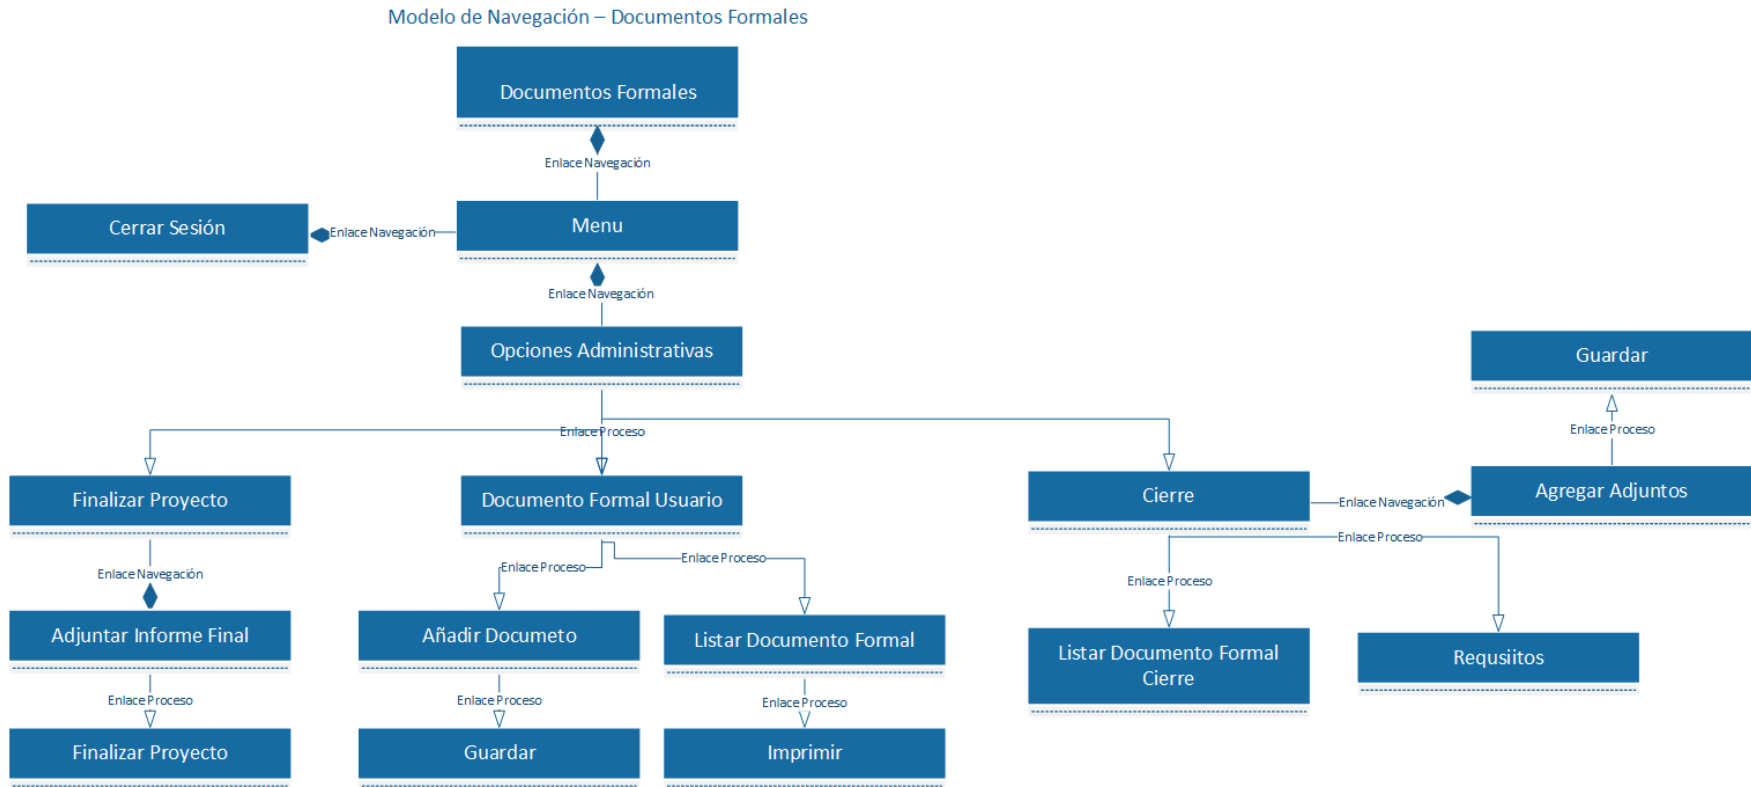 Modelo de Navegación – Documentos Formales
Documentos Formales
Enlace Navegación
Cerrar Sesión
Enlace Navegación
Menu
Enlace Navegación
Opciones Administrativas
Guardar
Enlace Proceso
Enlace Proceso
Finalizar Proyecto
Documento Formal Usuario
Cierre
Enlace Navegación
Agregar Adjuntos
Enlace Proceso
Enlace Navegación
Enlace Proceso
Enlace Proceso
Enlace Proceso
Adjuntar Informe Final
Añadir Documeto
Listar Documento Formal
Listar Documento Formal
Cierre
Requsiitos
Enlace Proceso
Enlace Proceso
Enlace Proceso
Finalizar Proyecto
Guardar
Imprimir